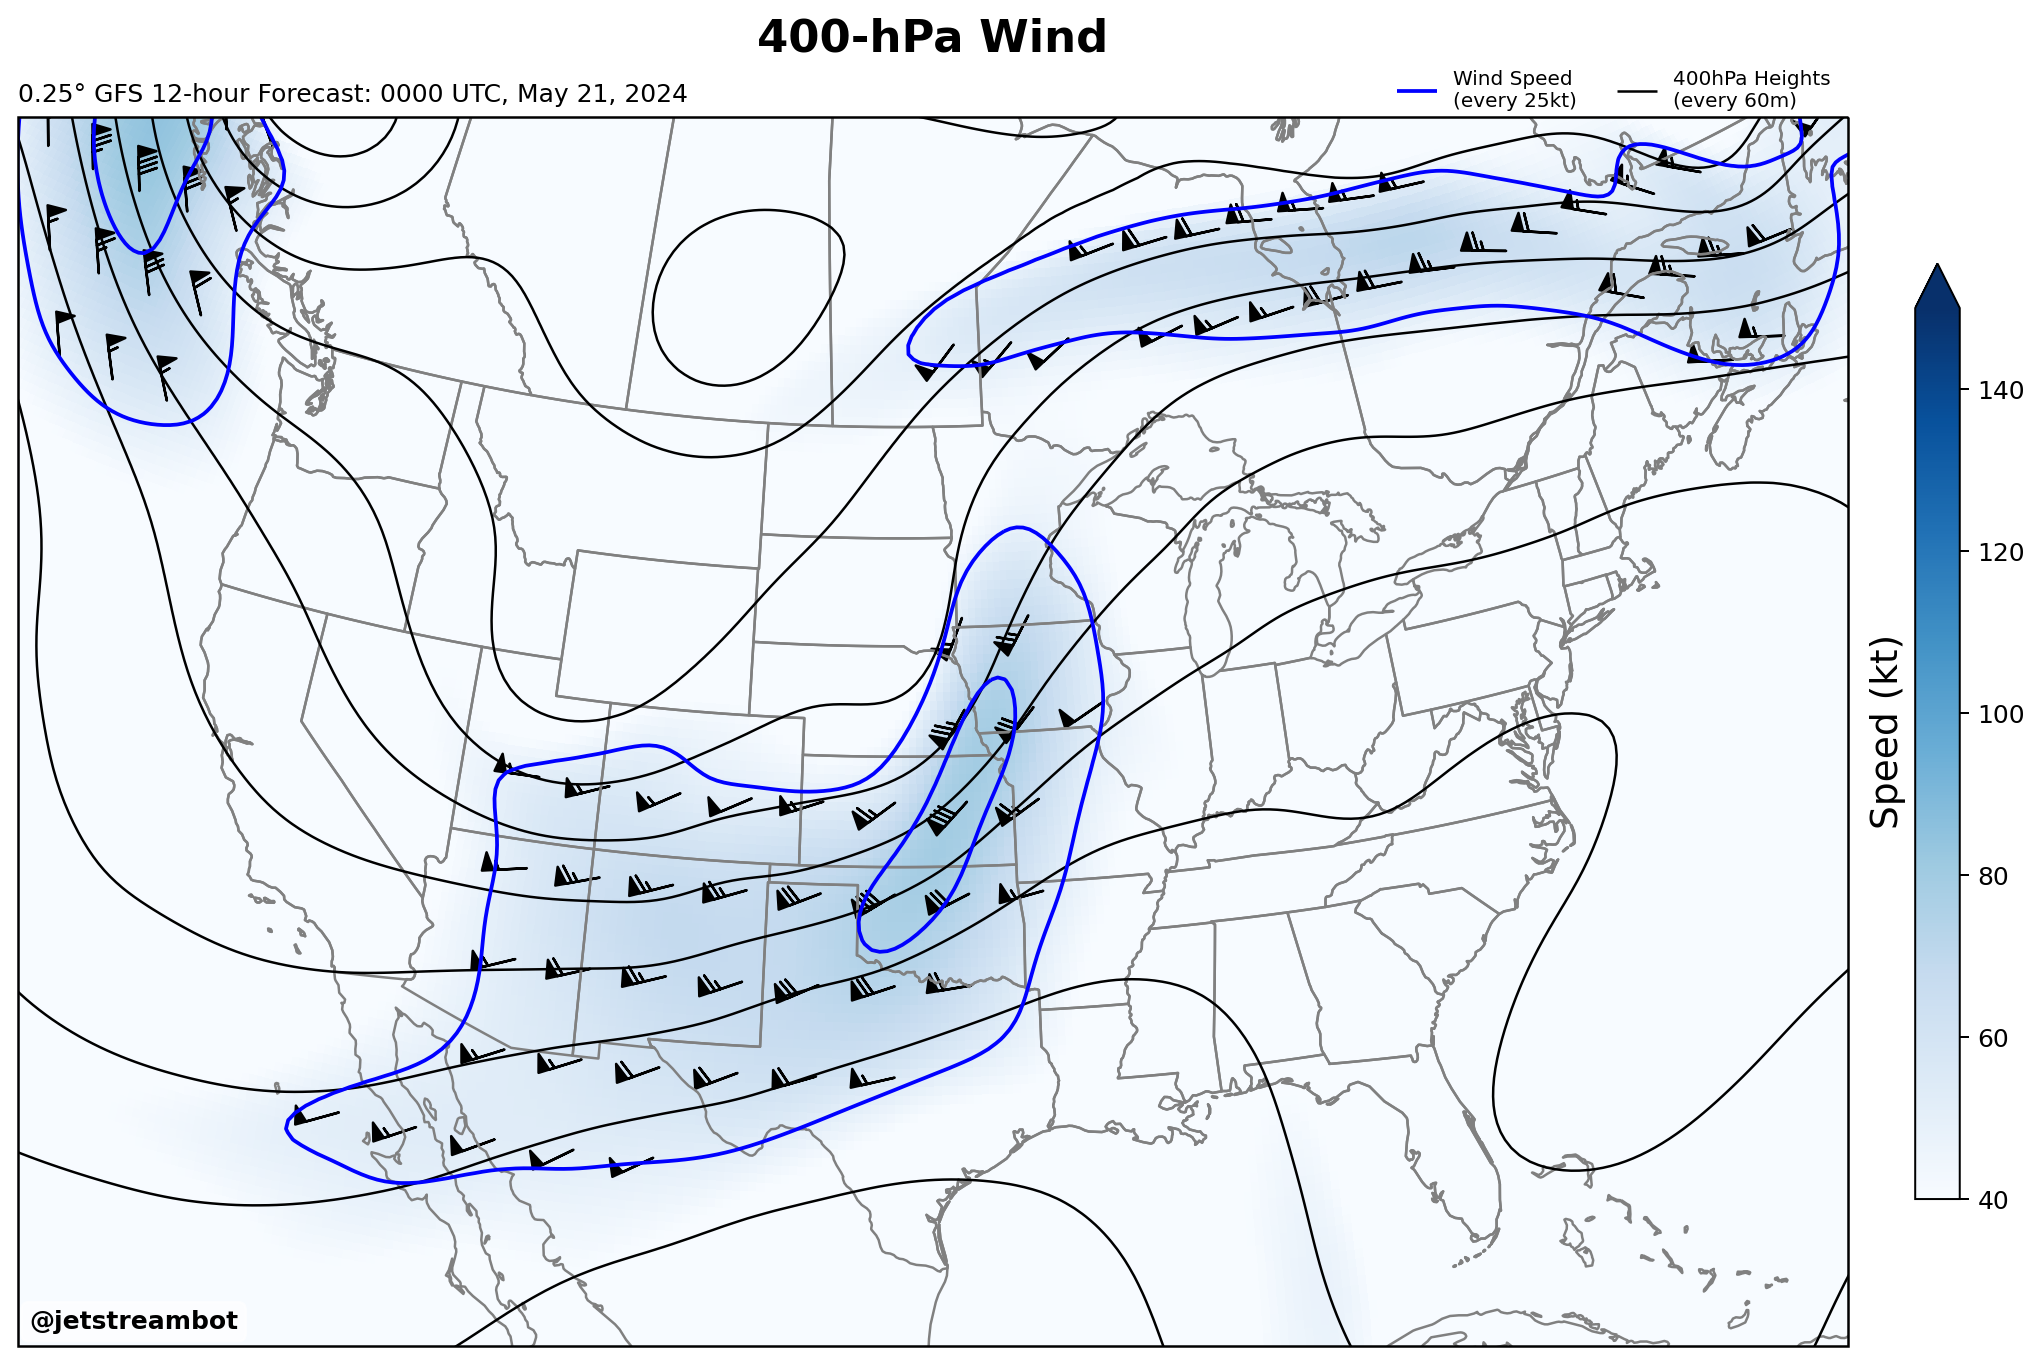 400-hPa Wind
0.25° GFS 12-hour Forecast: 0000 UTC, May 21, 2024
Wind Speed
(every 25kt)
400hPa Heights
(every 60m)
140
120
100
80
60
40
Speed (kt)
@jetstreambot